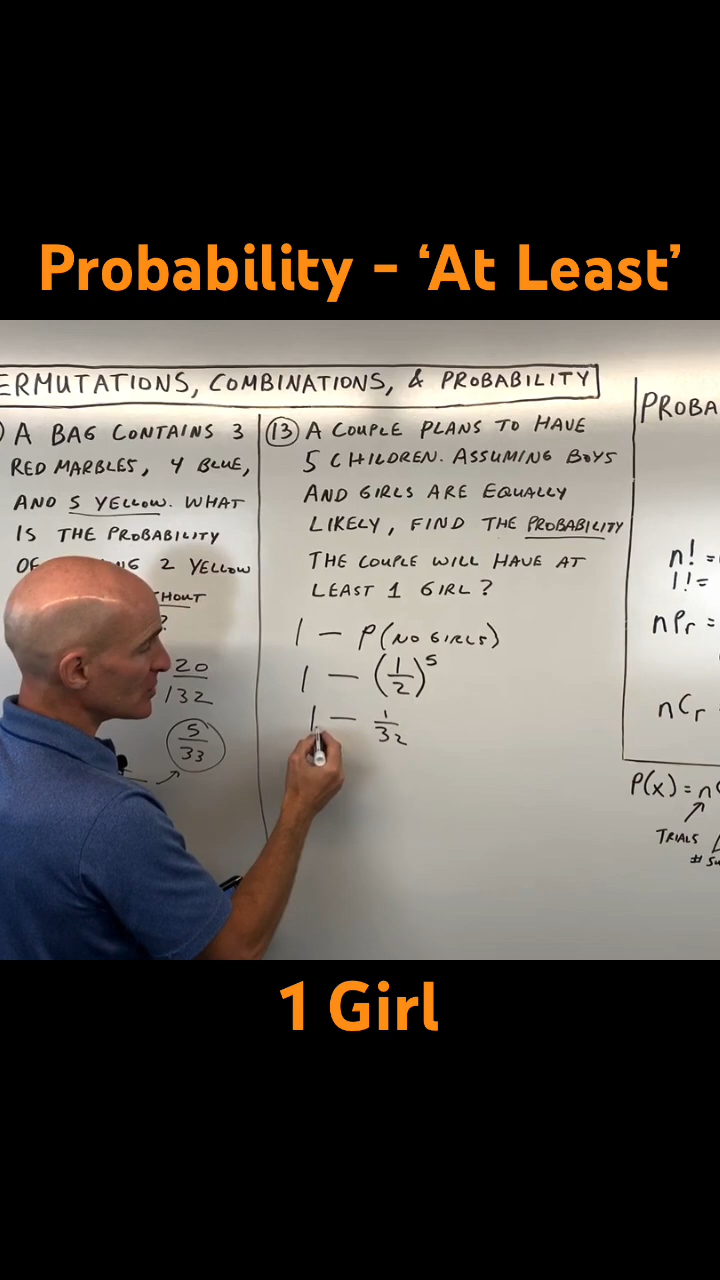 Probability - ‘At Least’
ERMUTATIONS, COMBINATIONS, & PROBABILITY
) A BAG CONTAINS 3
RED MARBLES, 4 BLUE,
AND 5 YELLOW. WHAT
IS THE PROBABILITY
OF 2 YELLOW
HOUT
?
20
132
5
33
(13) A COUPLE PLANS TO HAVE
5 CHILDREN. ASSUMING BOYS
AND GIRLS ARE EQUALLY
LIKELY, FIND THE PROBABILITY
THE COUPLE WILL HAVE AT
LEAST 1 GIRL?
1 - P(NO GIRLS)
1 - (1/2)^5
1 - 1/32
PROBA
n! =
1! =
nPr =
nCr =
P(x) = nC
TRIALS
# SU
1 Girl